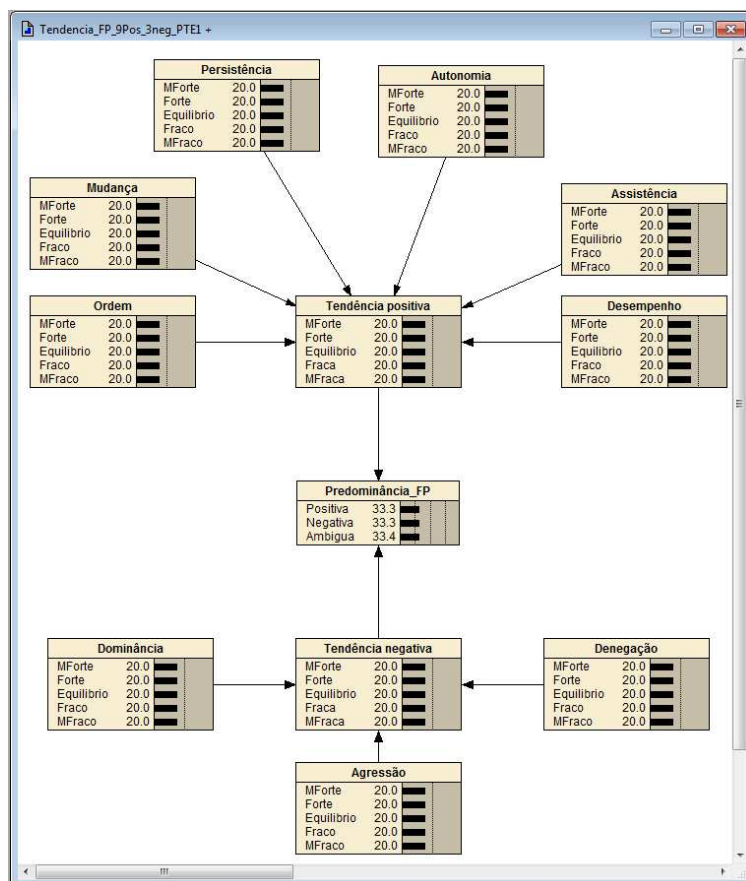 Tendencia_FP_9Pos_3neg_PTE1 +
Persistência
MForte 20.0
Forte 20.0
Equilibrio 20.0
Fraco 20.0
MFraco 20.0
Autonomia
MForte 20.0
Forte 20.0
Equilibrio 20.0
Fraco 20.0
MFraco 20.0
Mudança
MForte 20.0
Forte 20.0
Equilibrio 20.0
Fraco 20.0
MFraco 20.0
Assistência
MForte 20.0
Forte 20.0
Equilibrio 20.0
Fraco 20.0
MFraco 20.0
Ordem
MForte 20.0
Forte 20.0
Equilibrio 20.0
Fraco 20.0
MFraco 20.0
Tendência positiva
MForte 20.0
Forte 20.0
Equilibrio 20.0
Fraca 20.0
MFraca 20.0
Desempenho
MForte 20.0
Forte 20.0
Equilibrio 20.0
Fraco 20.0
MFraco 20.0
Predominância_FP
Positiva 33.3
Negativa 33.3
Ambigua 33.4
Dominância
MForte 20.0
Forte 20.0
Equilibrio 20.0
Fraco 20.0
MFraco 20.0
Tendência negativa
MForte 20.0
Forte 20.0
Equilibrio 20.0
Fraca 20.0
MFraca 20.0
Denegação
MForte 20.0
Forte 20.0
Equilibrio 20.0
Fraco 20.0
MFraco 20.0
Agressão
MForte 20.0
Forte 20.0
Equilibrio 20.0
Fraco 20.0
MFraco 20.0